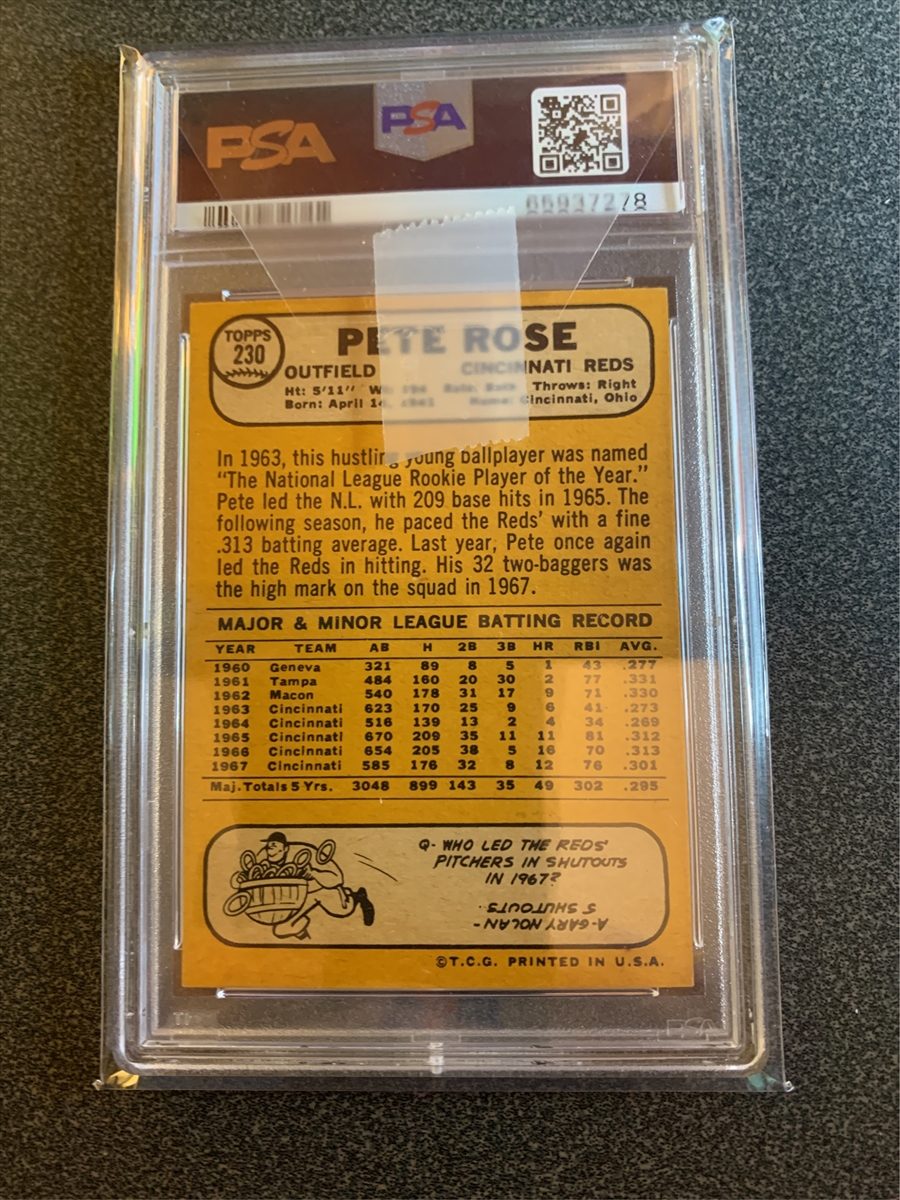 PSA
PSA
65937278
TOPPS
230
PETE ROSE
OUTFIELD CINCINNATI REDS
Ht: 5'11" Throws: Right
Born: April 14, 1941 Home: Cincinnati, Ohio
In 1963, this hustling young ballplayer was named
"The National League Rookie Player of the Year."
Pete led the N.L. with 209 base hits in 1965. The
following season, he paced the Reds' with a fine
.313 batting average. Last year, Pete once again
led the Reds in hitting. His 32 two-baggers was
the high mark on the squad in 1967.
MAJOR & MINOR LEAGUE BATTING RECORD
YEAR TEAM AB H 2B 3B HR RBI AVG.
1960 Geneva 321 89 8 5 1 43 .277
1961 Tampa 484 160 20 30 2 77 .331
1962 Macon 540 178 31 17 9 71 .330
1963 Cincinnati 623 170 25 9 6 41 .273
1964 Cincinnati 516 139 13 2 4 34 .269
1965 Cincinnati 670 209 35 11 11 81 .312
1966 Cincinnati 654 205 38 5 16 70 .313
1967 Cincinnati 585 176 32 8 12 76 .301
Maj. Totals 5 Yrs. 3048 899 143 35 49 302 .295
Q- WHO LED THE REDS'
PITCHERS IN SHUTOUTS
IN 1967?
A-GARY NOLAN -
5 SHUTOUTS.
©T.C.G. PRINTED IN U.S.A.
PSA